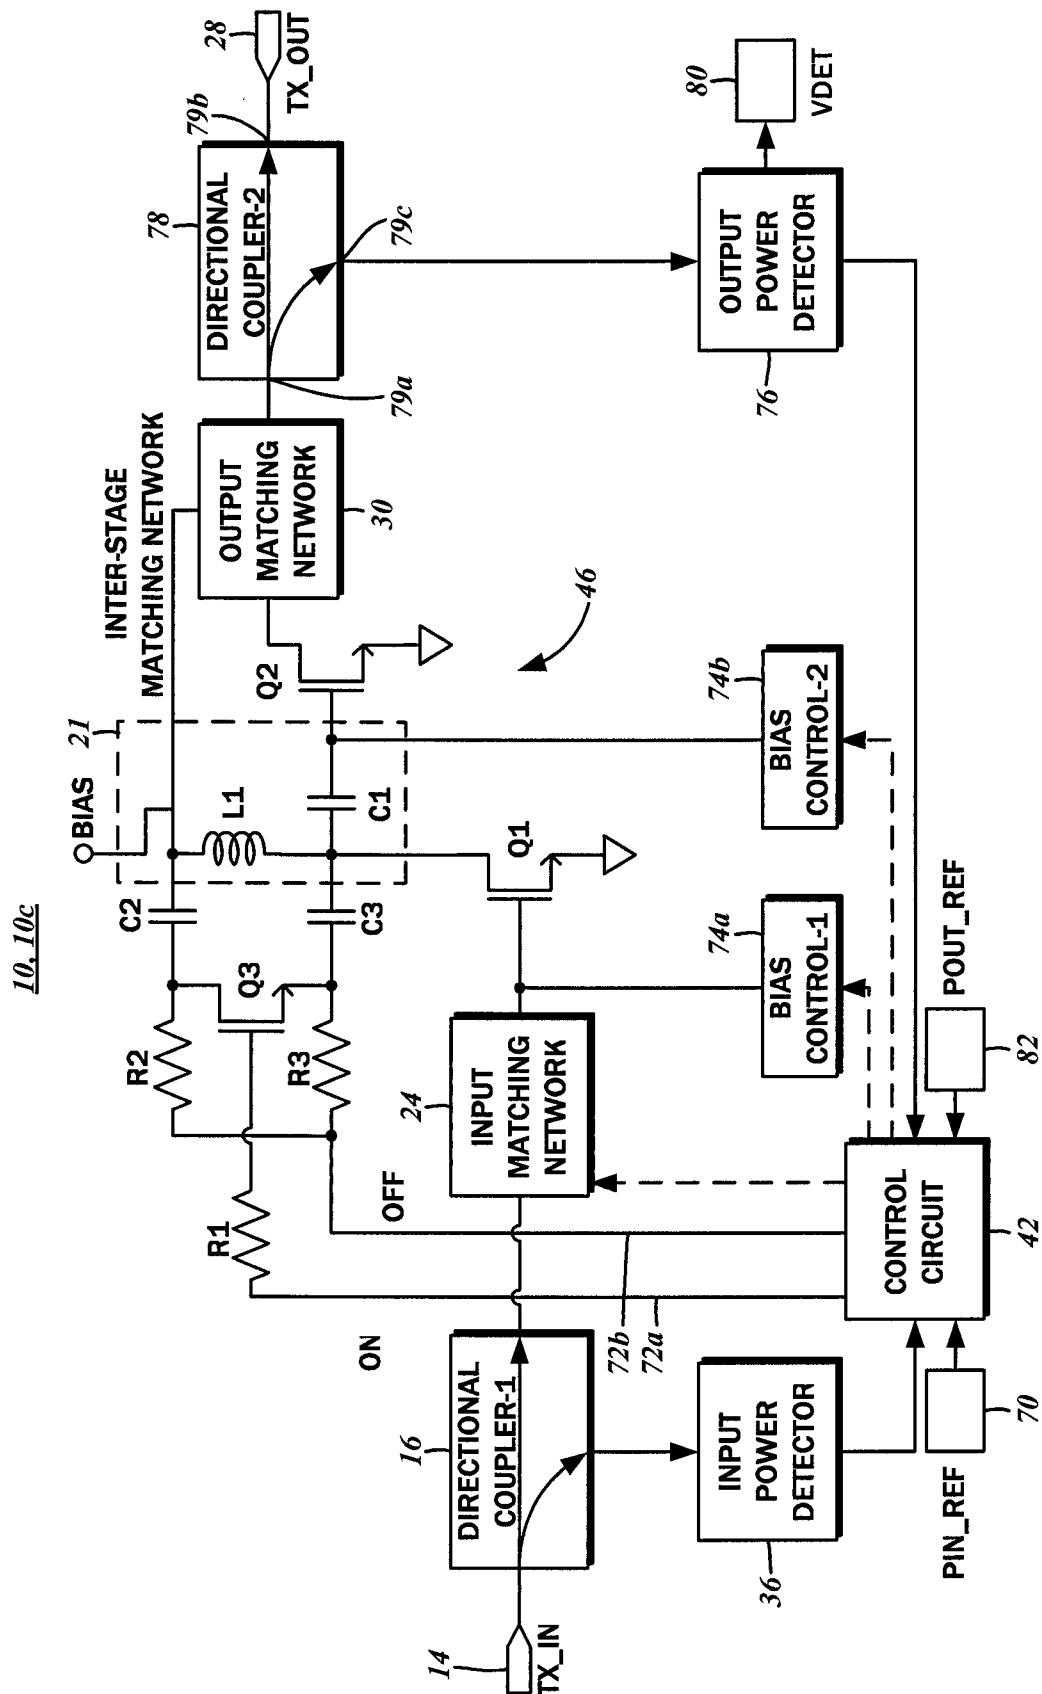 10, 10c
BIAS
21
INTER-STAGE
MATCHING NETWORK
C2
L1
R2
Q3
C3
C1
R3
Q2
R1
ON
OFF
OUTPUT
MATCHING
NETWORK
30
78
DIRECTIONAL
COUPLER-2
79a
79b
79c
28
TX_OUT
14
TX_IN
16
DIRECTIONAL
COUPLER-1
24
INPUT
MATCHING
NETWORK
Q1
46
72b
72a
36
INPUT
POWER
DETECTOR
74a
BIAS
CONTROL-1
74b
BIAS
CONTROL-2
76
OUTPUT
POWER
DETECTOR
80
VDET
PIN_REF
70
CONTROL
CIRCUIT
42
POUT_REF
82